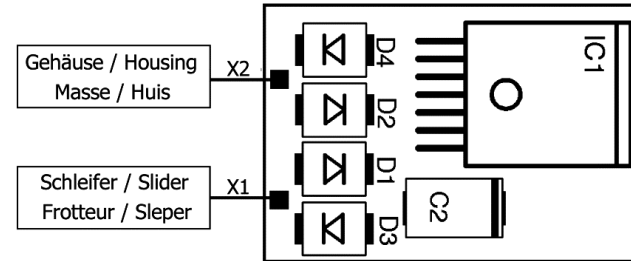 Gehäuse / Housing
Masse / Huis
X2
Schleifer / Slider
Frotteur / Sleper
X1
D4
D2
D1
D3
IC1
C2